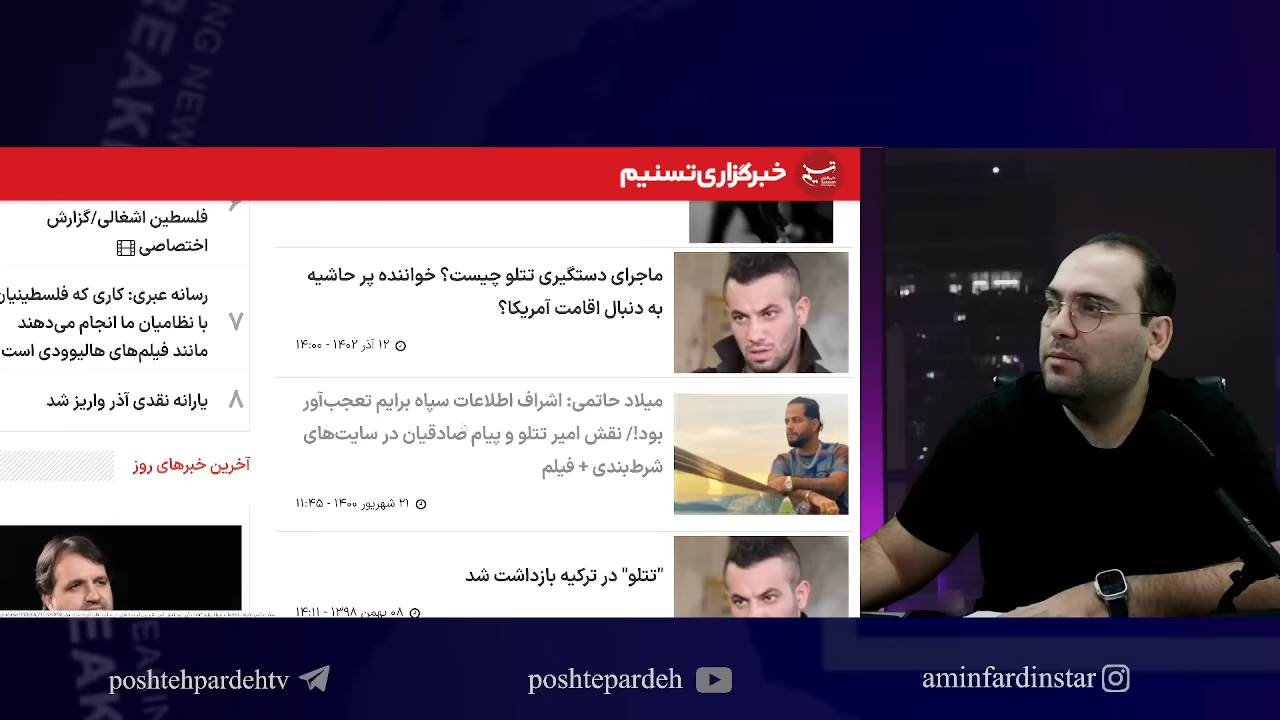 خبرگزاری تسنیم
ماجرای دستگیری تتلو چیست؟ خواننده پر حاشیه
به دنبال اقامت آمریکا؟
۱۲ آذر ۱۴۰۲ - ۱۴:۰۰
میلاد حاتمی: اشراف اطلاعات سپاه برایم تعجب‌آور
بود!/ نقش امیر تتلو و پیام صادقیان در سایت‌های
شرط‌بندی + فیلم
۲۱ شهریور ۱۴۰۰ - ۱۱:۴۵
"تتلو" در ترکیه بازداشت شد
۰۸ بهمن ۱۳۹۸ - ۱۴:۱۱
فلسطین اشغالی/گزارش
اختصاصی
۷
رسانه عبری: کاری که فلسطینیان
با نظامیان ما انجام می‌دهند
مانند فیلم‌های هالیوودی است
۸
یارانه نقدی آذر واریز شد
آخرین خبرهای روز
poshtehpardehtv
poshtepardeh
aminfardinstar